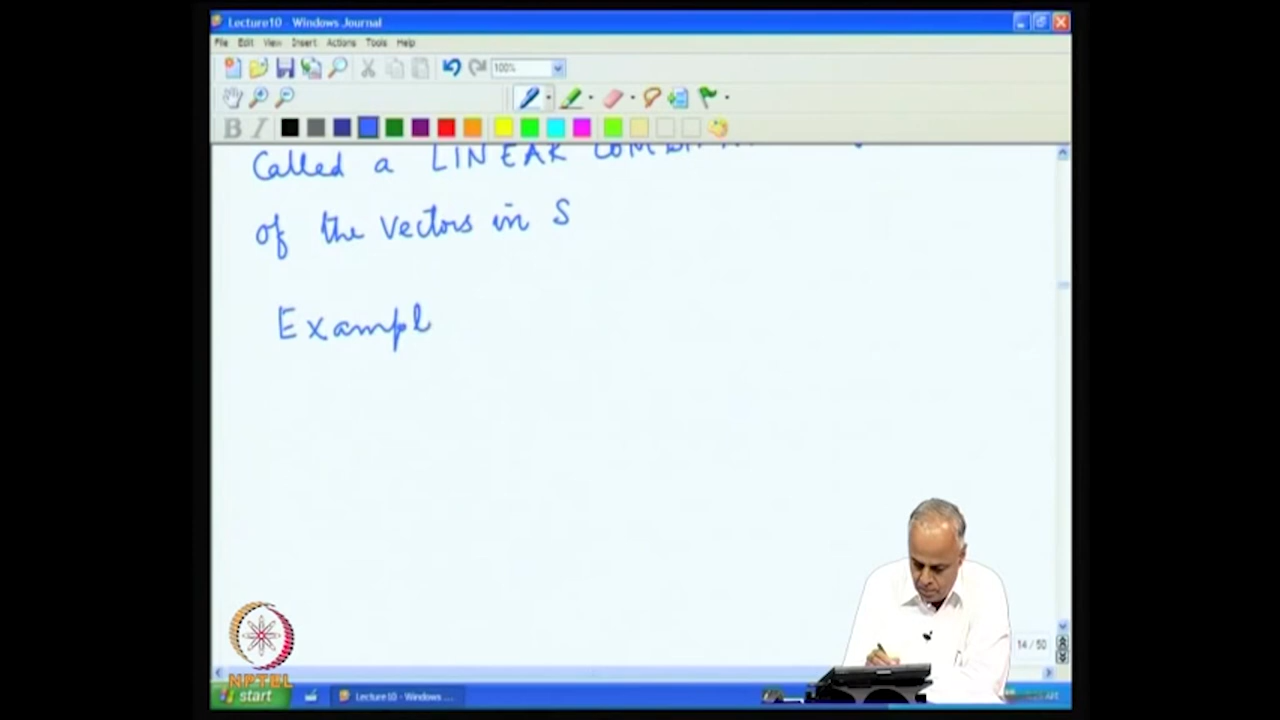 Lecture10 - Windows Journal
File Edit View Insert Actions Tools Help
100%
B I
Called a LINEAR
of the vectors in S
Exampl
14 / 50
NPTEL
start Lecture10 - Windows ...